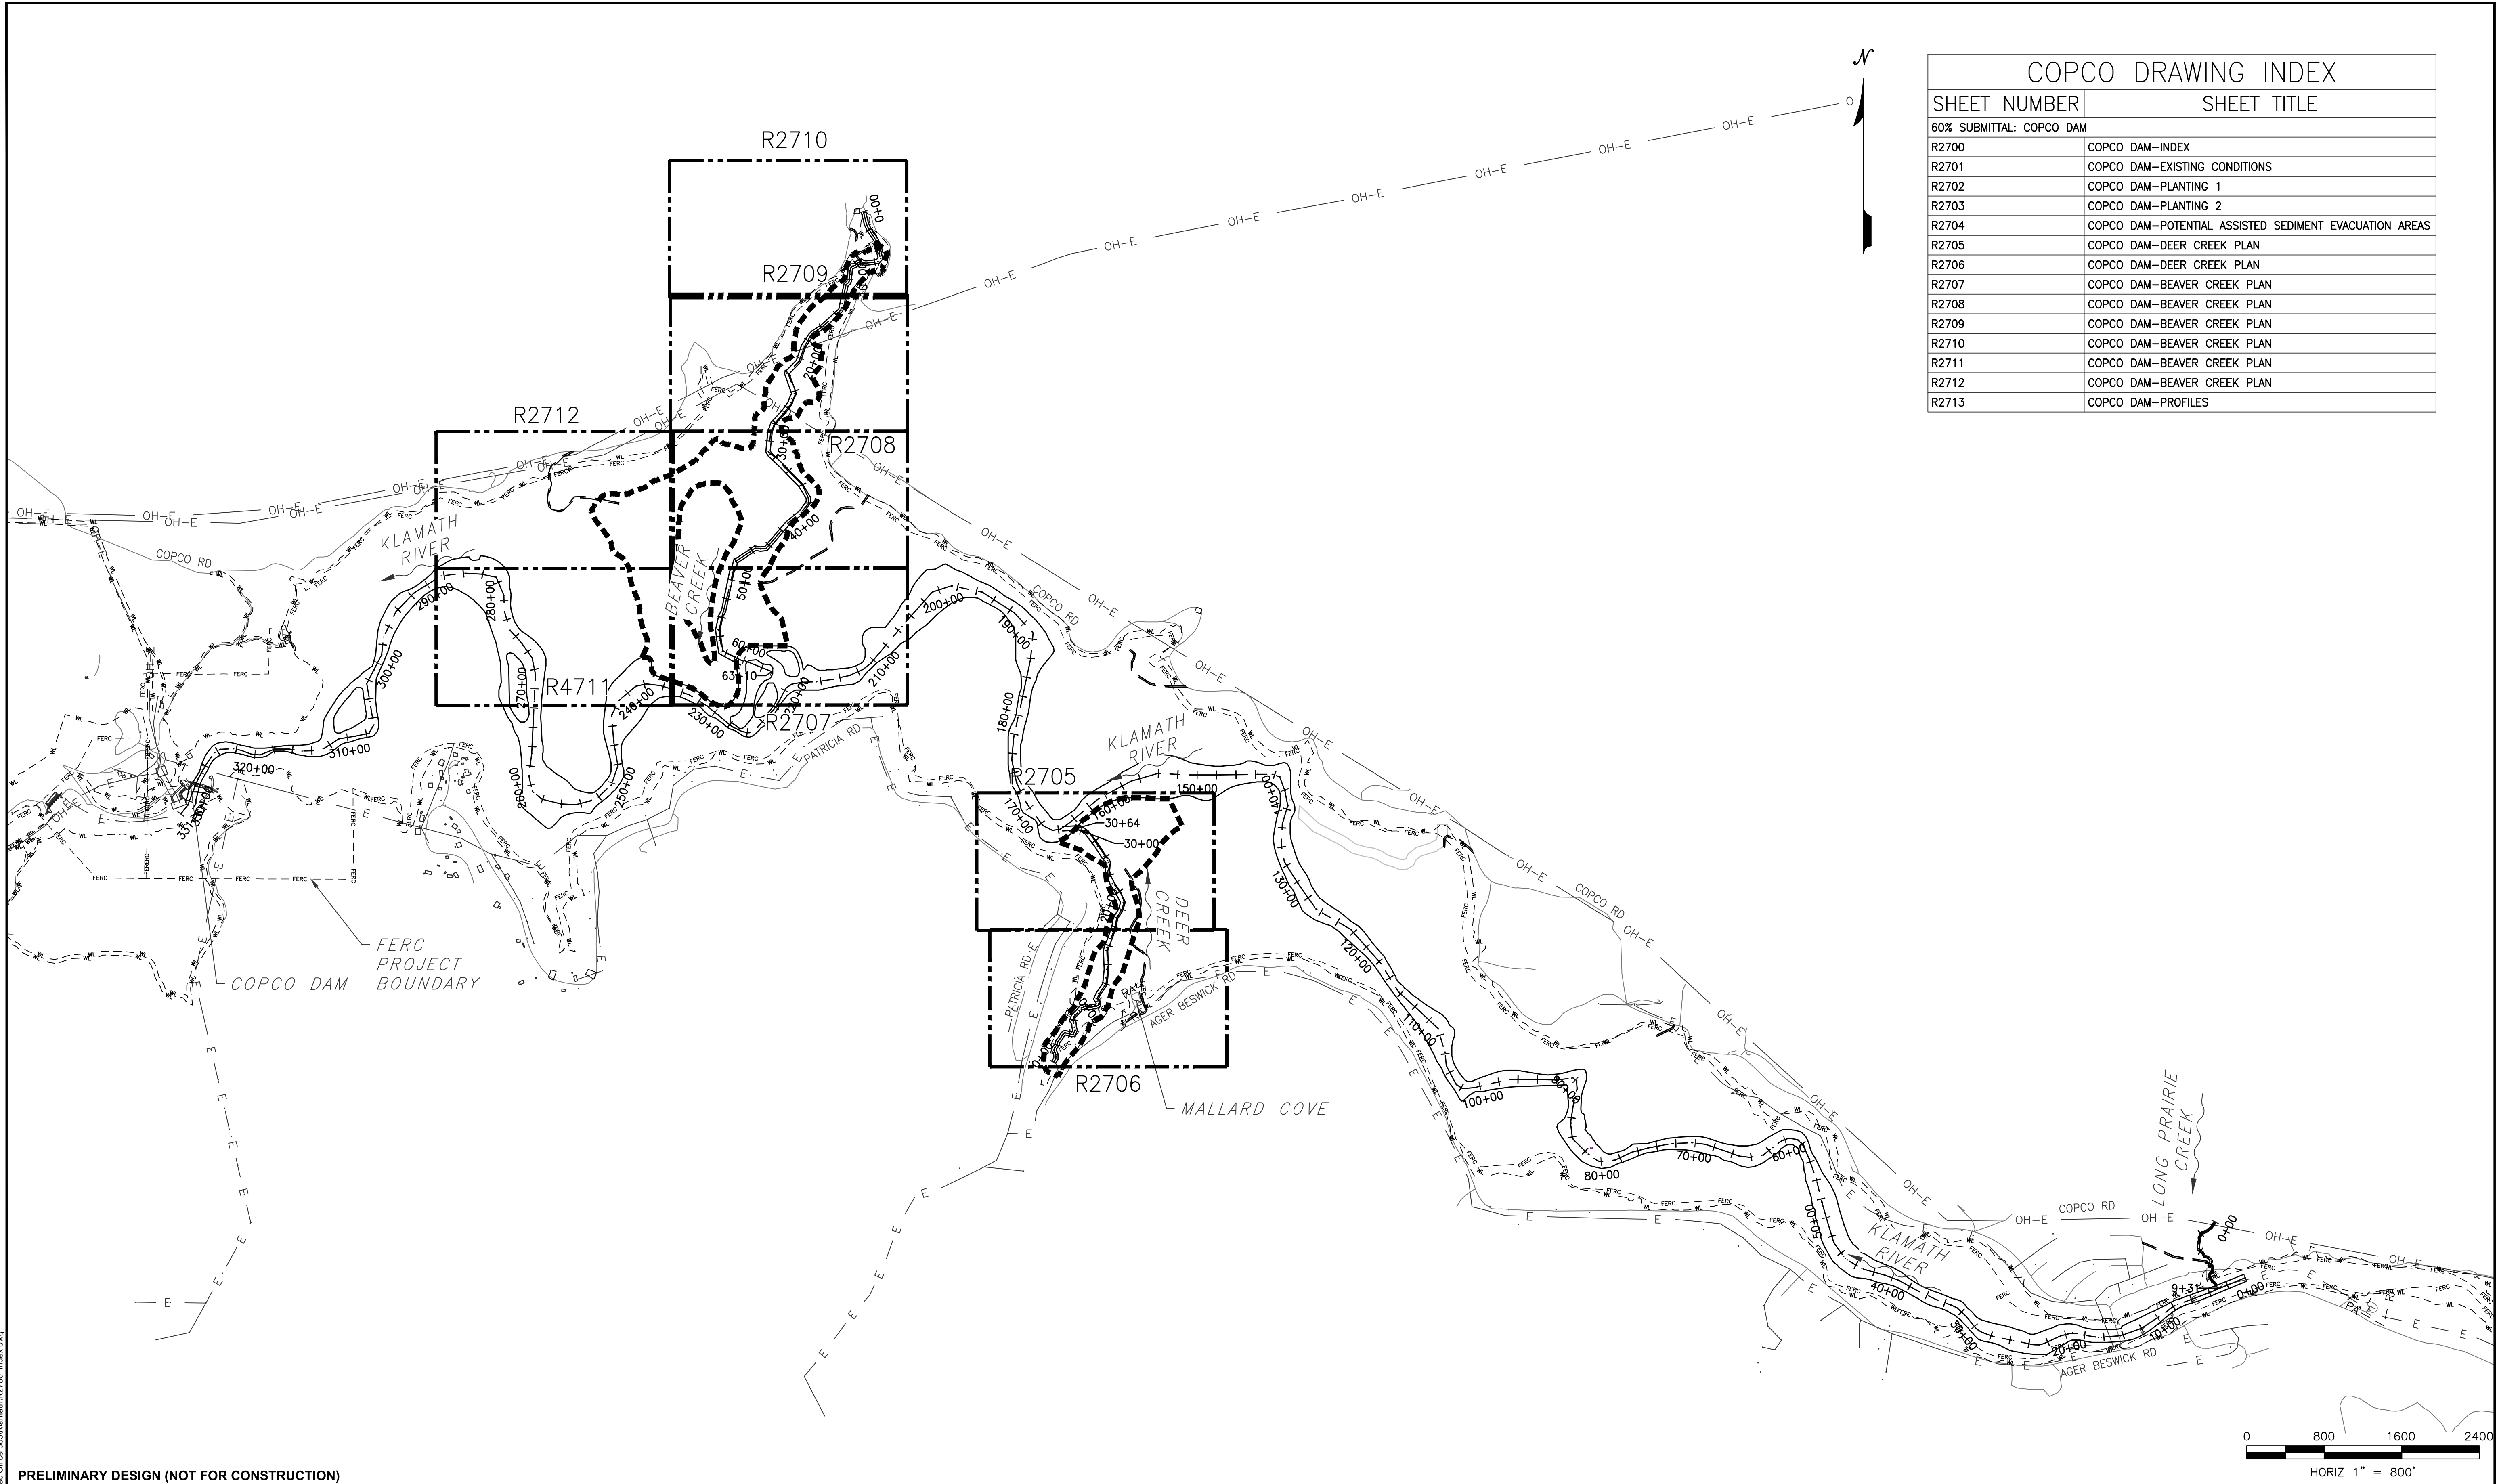 COPCO DRAWING INDEX
SHEET NUMBER SHEET TITLE
60% SUBMITTAL: COPCO DAM
R2700 COPCO DAM-INDEX
R2701 COPCO DAM-EXISTING CONDITIONS
R2702 COPCO DAM-PLANTING 1
R2703 COPCO DAM-PLANTING 2
R2704 COPCO DAM-POTENTIAL ASSISTED SEDIMENT EVACUATION AREAS
R2705 COPCO DAM-DEER CREEK PLAN
R2706 COPCO DAM-DEER CREEK PLAN
R2707 COPCO DAM-BEAVER CREEK PLAN
R2708 COPCO DAM-BEAVER CREEK PLAN
R2709 COPCO DAM-BEAVER CREEK PLAN
R2710 COPCO DAM-BEAVER CREEK PLAN
R2711 COPCO DAM-BEAVER CREEK PLAN
R2712 COPCO DAM-BEAVER CREEK PLAN
R2713 COPCO DAM-PROFILES
N
R2710
0+00
R2709
OH-E
20+00
R2712
R2708
30+00
40+00
KLAMATH
RIVER
COPCO RD
BEAVER
CREEK
50+00
60+00
63+10
R4711
R2707
290+00
280+00
270+00
300+00
310+00
320+00
330+00
260+00
250+00
240+00
230+00
220+00
210+00
200+00
190+00
180+00
170+00
PATRICIA RD
COPCO RD
KLAMATH
RIVER
R2705
160+00
150+00
140+00
30+64
30+00
20+00
DEER
CREEK
PATRICIA RD
AGER BESWICK RD
0+00
R2706
MALLARD COVE
FERC
PROJECT
BOUNDARY
COPCO DAM
130+00
120+00
110+00
100+00
90+00
80+00
70+00
60+00
50+00
COPCO RD
KLAMATH
RIVER
40+00
30+00
20+00
10+00
0+00
9+31
0+00
LONG PRAIRIE
CREEK
COPCO RD
AGER BESWICK RD
0 800 1600 2400
HORIZ 1" = 800'
PRELIMINARY DESIGN (NOT FOR CONSTRUCTION)